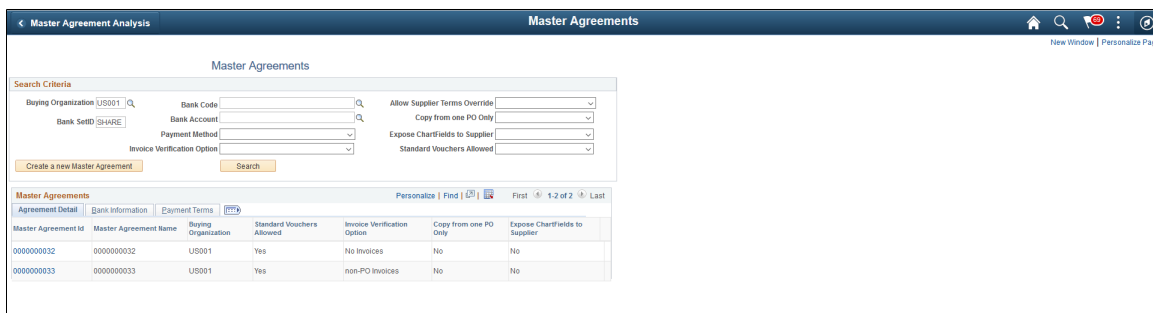 Master Agreement Analysis
Master Agreements
69
New Window | Personalize Pag
Master Agreements
Search Criteria
Buying Organization US001 Bank Code Allow Supplier Terms Override
Bank SetID SHARE Bank Account Copy from one PO Only
Payment Method Expose ChartFields to Supplier
Invoice Verification Option Standard Vouchers Allowed
Create a new Master Agreement Search
Master Agreements Personalize | Find | First 1-2 of 2 Last
Agreement Detail Bank Information Payment Terms
Master Agreement Id Master Agreement Name Buying Organization Standard Vouchers Allowed Invoice Verification Option Copy from one PO Only Expose ChartFields to Supplier
0000000032 0000000032 US001 Yes No Invoices No No
0000000033 0000000033 US001 Yes non-PO Invoices No No